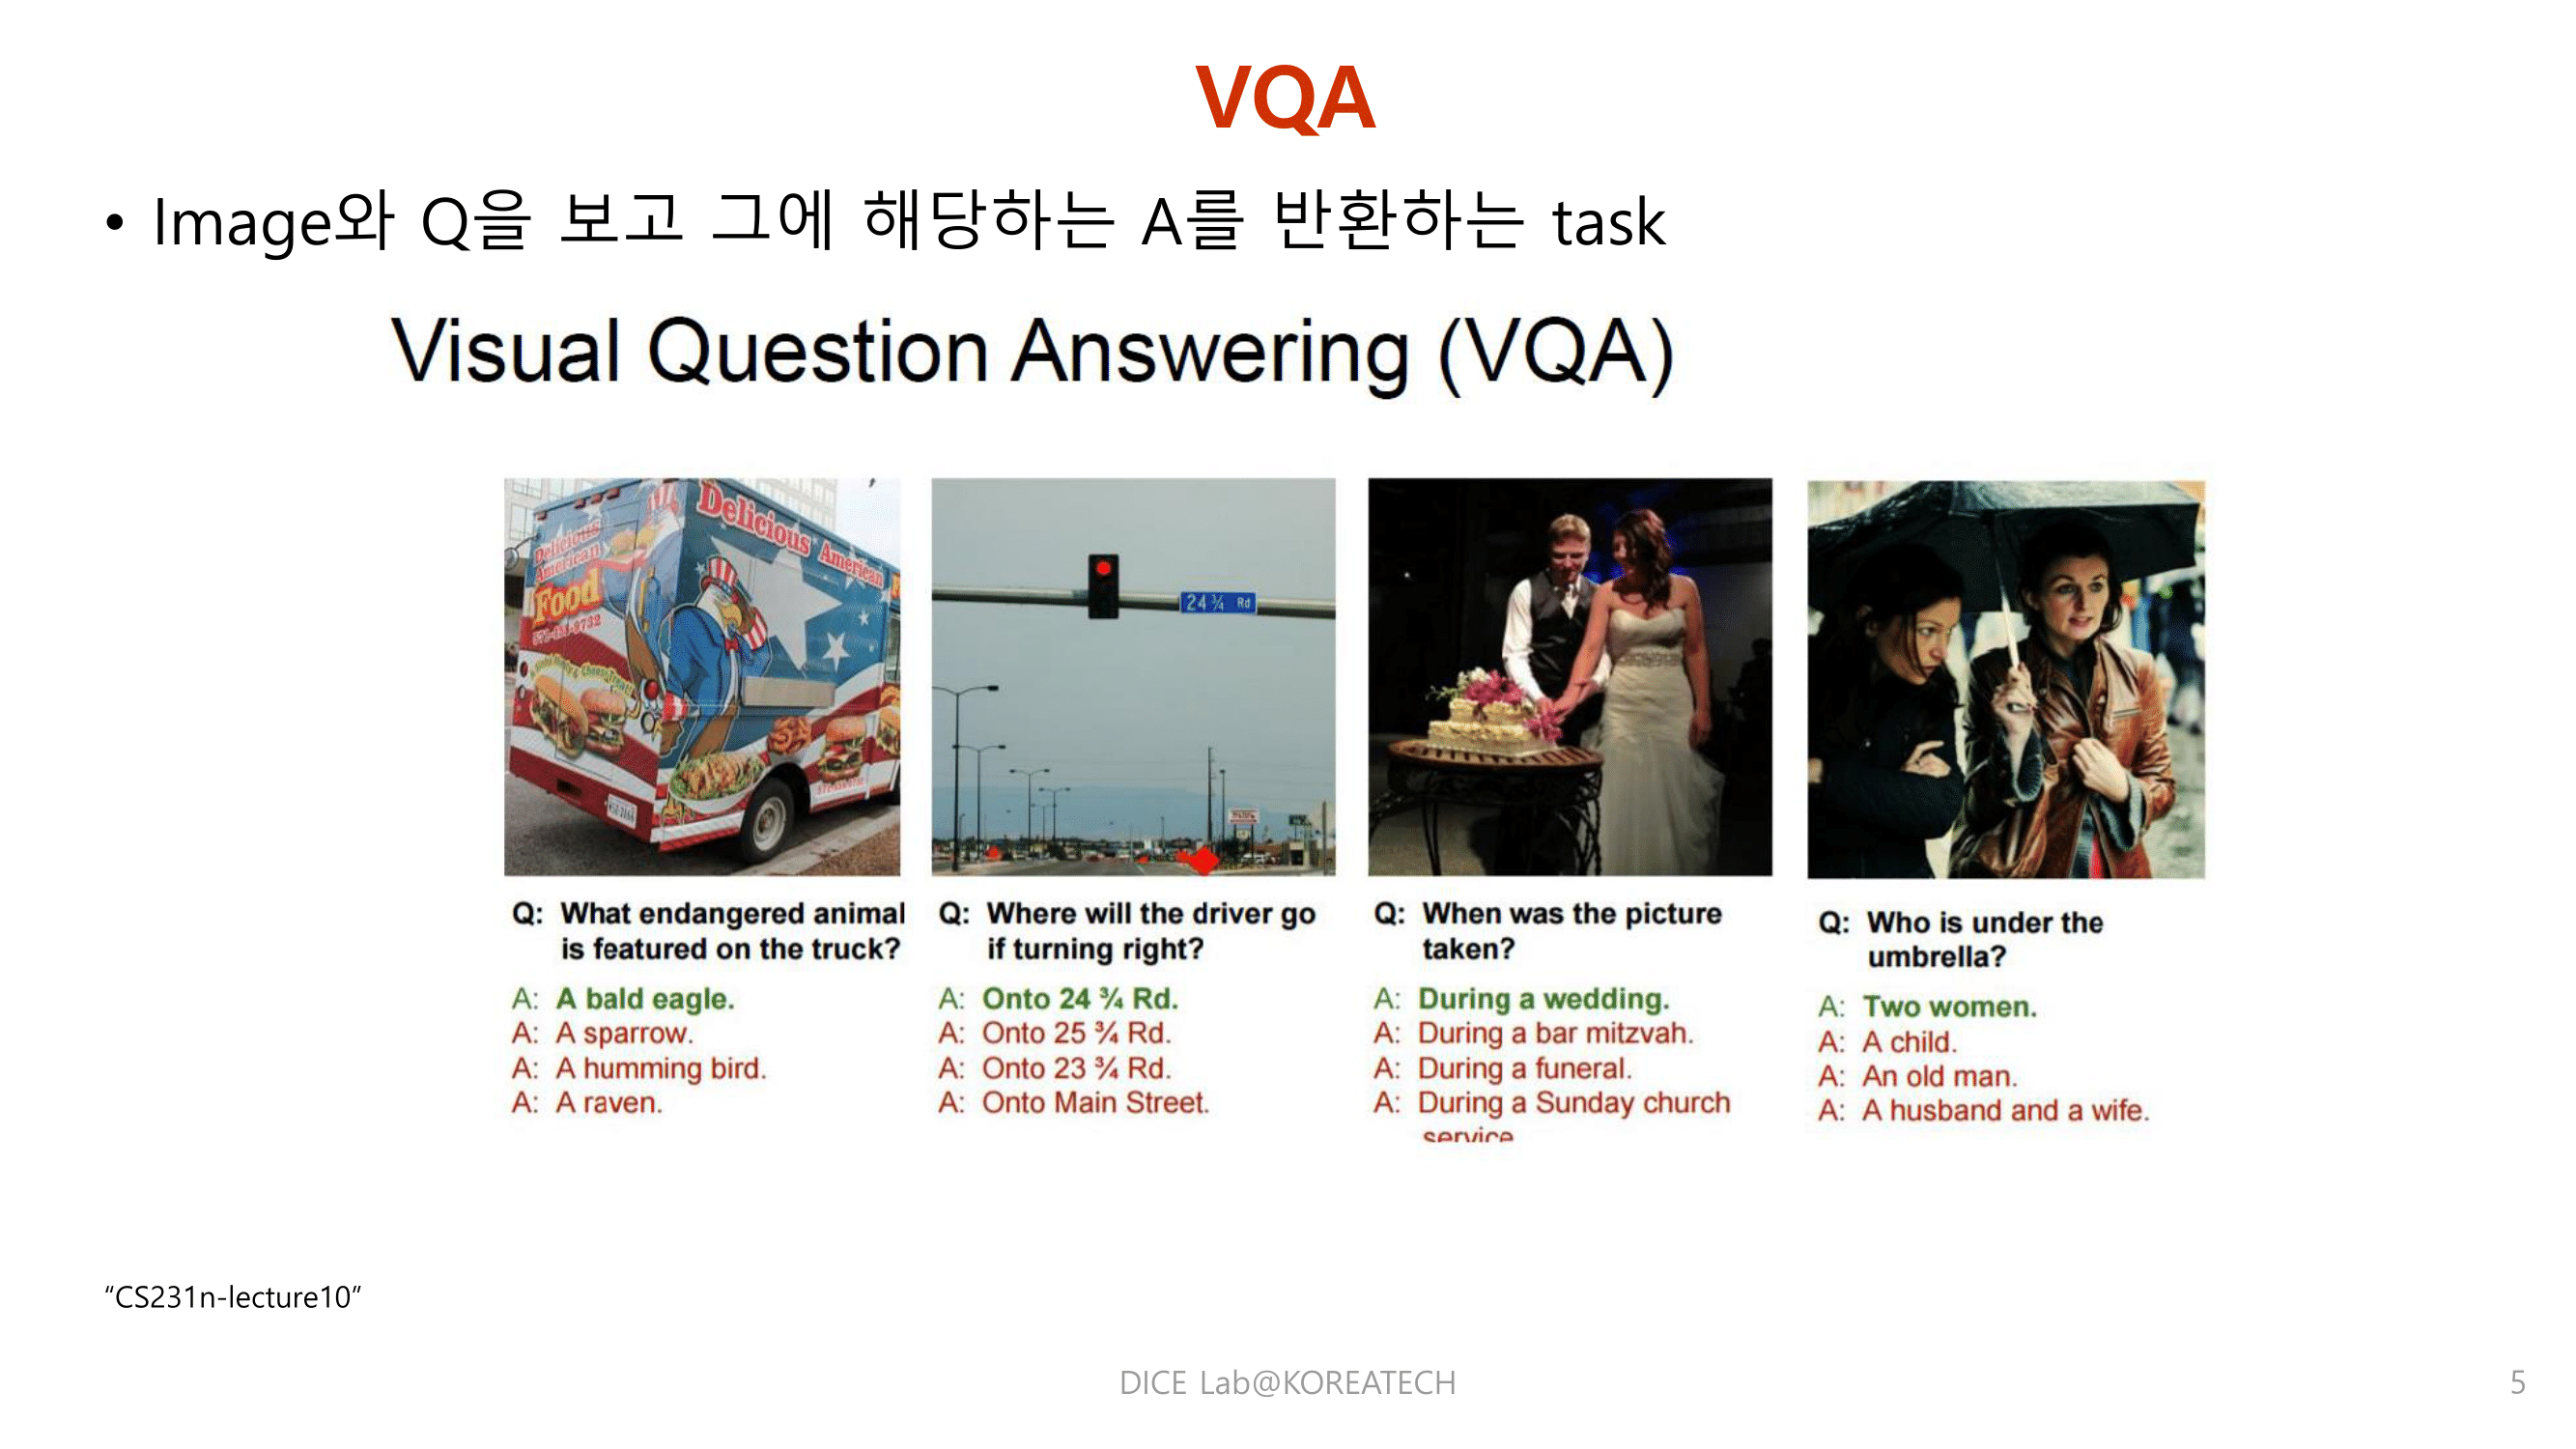 VQA
• Image와 Q을 보고 그에 해당하는 A를 반환하는 task
Visual Question Answering (VQA)
Delicious American
Delicious
American
Food
24 ¾ Rd
Q: What endangered animal
is featured on the truck?
A: A bald eagle.
A: A sparrow.
A: A humming bird.
A: A raven.
Q: Where will the driver go
if turning right?
A: Onto 24 ¾ Rd.
A: Onto 25 ¾ Rd.
A: Onto 23 ¾ Rd.
A: Onto Main Street.
Q: When was the picture
taken?
A: During a wedding.
A: During a bar mitzvah.
A: During a funeral.
A: During a Sunday church
service
Q: Who is under the
umbrella?
A: Two women.
A: A child.
A: An old man.
A: A husband and a wife.
“CS231n-lecture10”
DICE Lab@KOREATECH
5